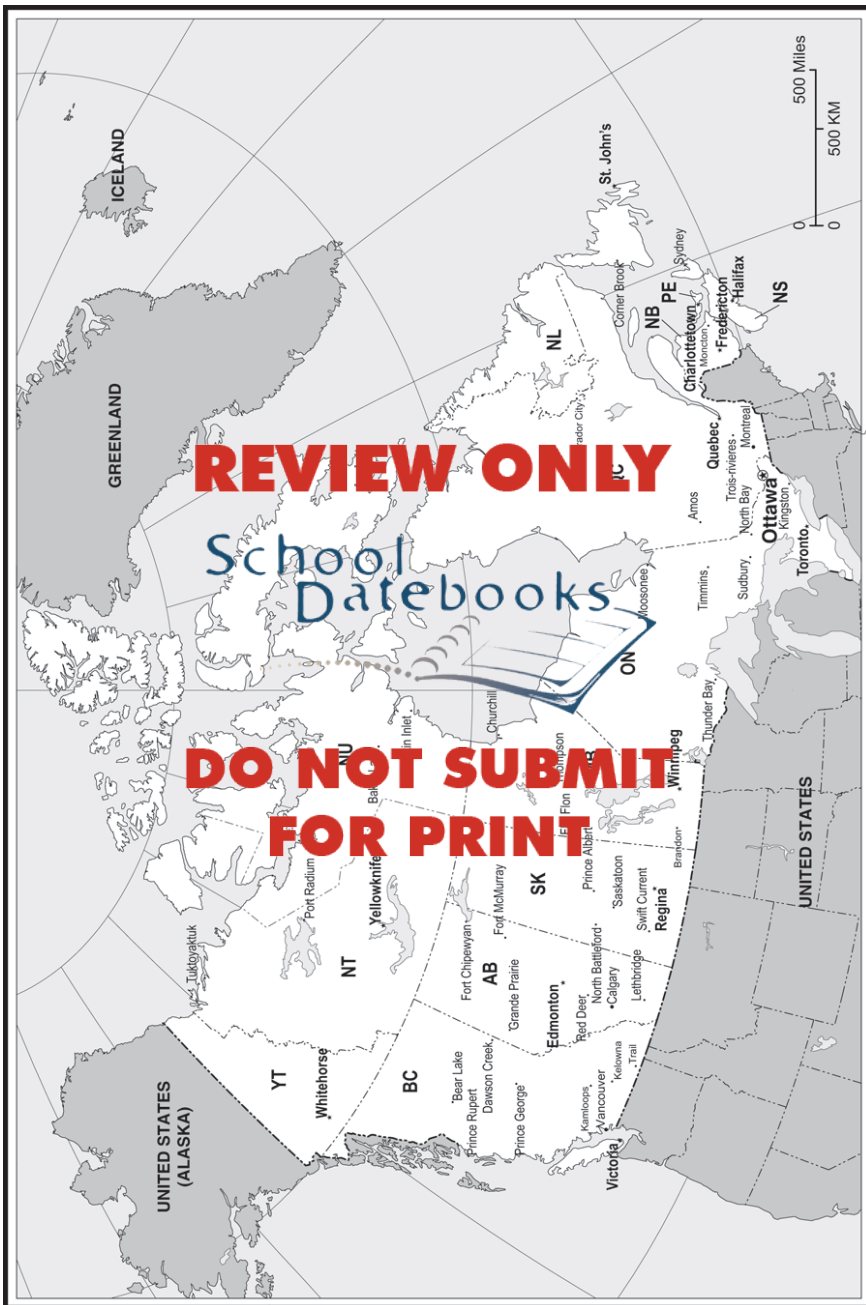 ICELAND
GREENLAND
UNITED STATES
(ALASKA)
500 Miles
500 KM
0
0
St. John's
Corner Brook
Sydney
NL
PE
NB
Charlottetown
Moncton
Fredericton
Halifax
NS
REVIEW ONLY
School
Datebooks
DO NOT SUBMIT
FOR PRINT
Quebec
Trois-rivieres
Montreal
Amos
North Bay
Ottawa
Kingston
Timmins
Sudbury
Toronto
Moosonee
ON
Thunder Bay
Churchill
NU
Winnipeg
Brandon
Thompson
Flon
Prince Albert
SK
Saskatoon
Swift Current
Regina
Port Radium
Yellowknife
Tuktoyaktuk
NT
Fort Chipewyan
Fort McMurray
AB
Grande Prairie
Edmonton
Red Deer
North Battleford
Calgary
Lethbridge
YT
Whitehorse
BC
Bear Lake
Prince Rupert
Dawson Creek
Prince George
Kamloops
Vancouver
Kelowna
Trail
Victoria
UNITED STATES